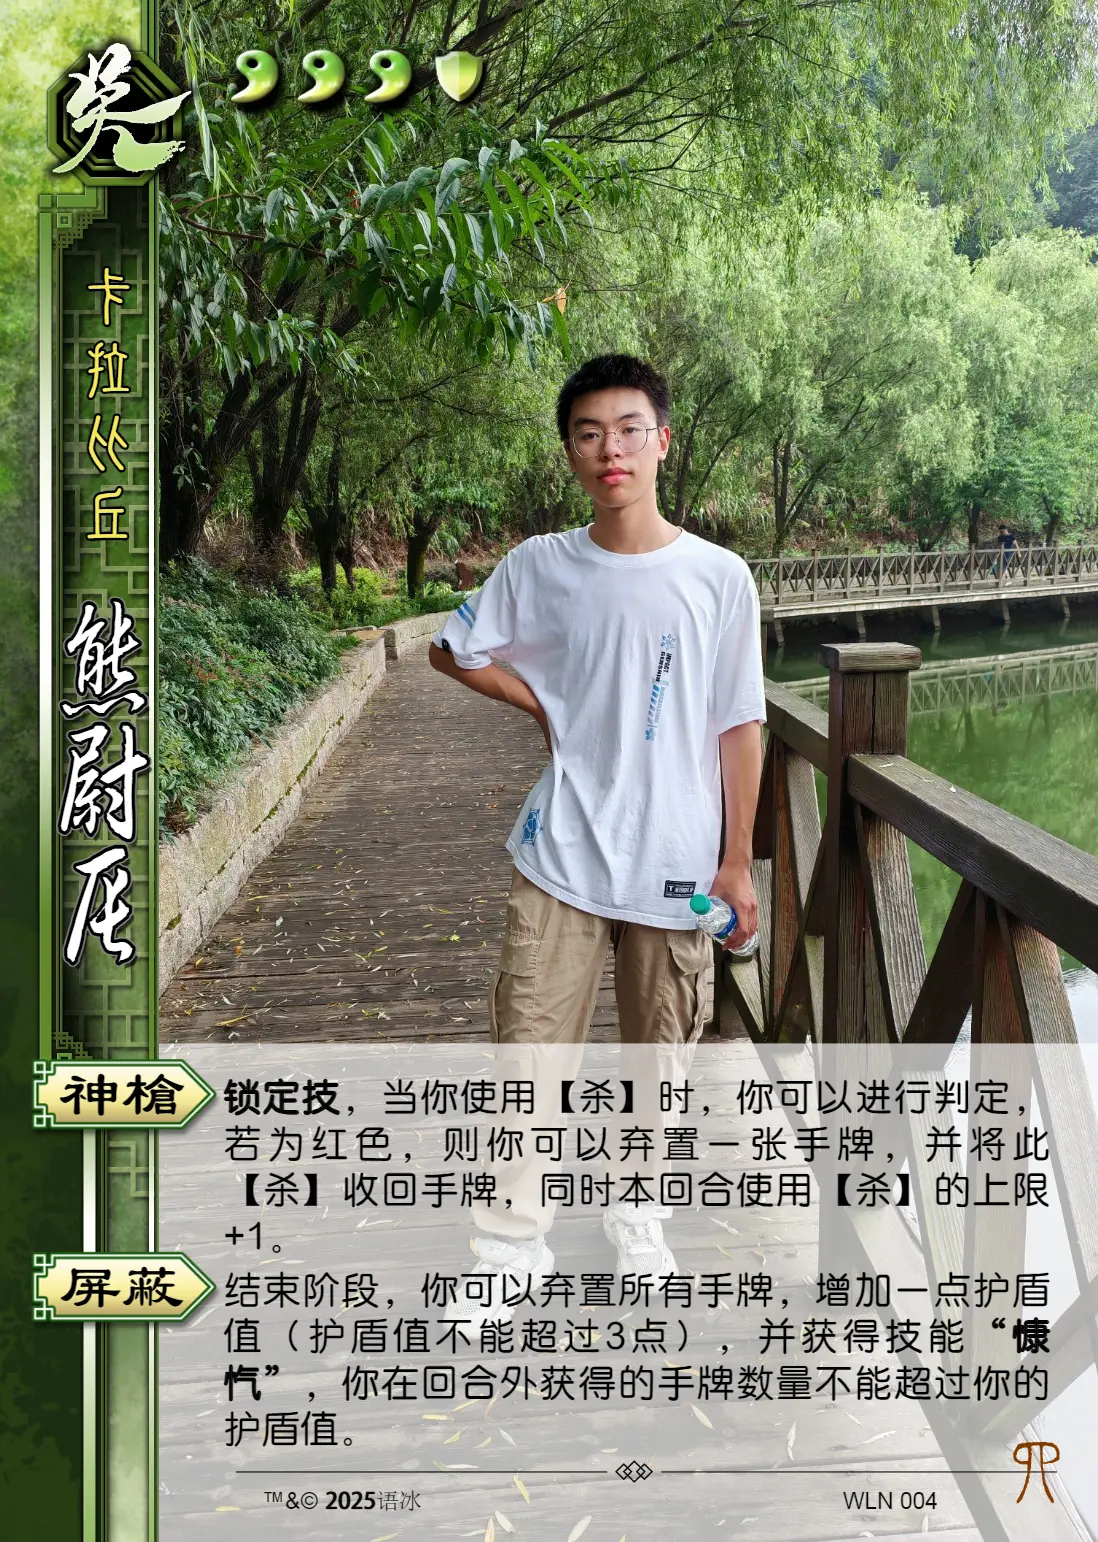 卡拉丛丘
神槍
锁定技，当你使用【杀】时，你可以进行判定，
若为红色，则你可以弃置一张手牌，并将此
【杀】收回手牌，同时本回合使用【杀】的上限
+1。
屏蔽
结束阶段，你可以弃置所有手牌，增加一点护盾
值（护盾值不能超过3点），并获得技能“慷
忾”，你在回合外获得的手牌数量不能超过你的
护盾值。
TM&© 2025语冰
WLN 004